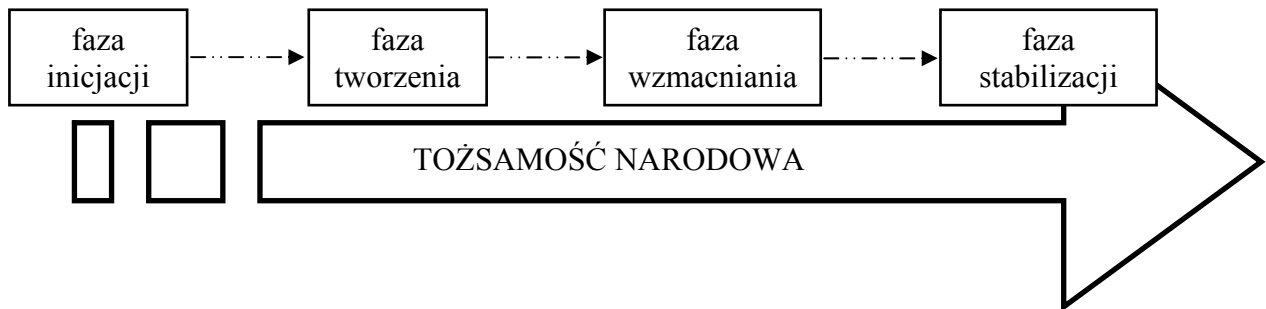 faza
inicjacji
faza
tworzenia
faza
wzmacniania
faza
stabilizacji
TOŻSAMOŚĆ NARODOWA